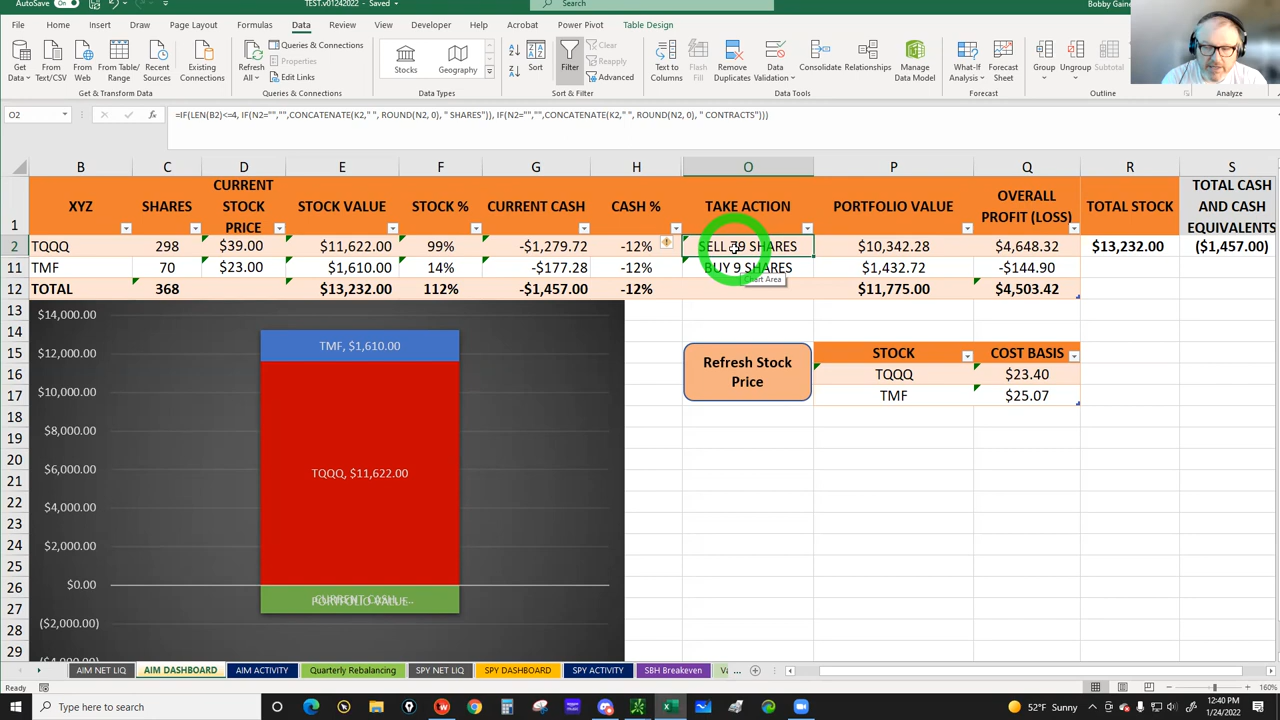 AutoSave
TEST.v01242022 - Saved
Search
Bobby Gaine
File Home Insert Draw Page Layout Formulas Data Review View Developer Help Acrobat Power Pivot Table Design
Get Data
From Text/CSV
From Web
From Table/ Range
Recent Sources
Existing Connections
Get & Transform Data
Refresh All
Queries & Connections
Properties
Edit Links
Queries & Connections
Stocks
Geography
Data Types
Sort
Filter
Clear
Reapply
Advanced
Sort & Filter
Text to Columns
Remove Duplicates
Data Validation
Consolidate
Relationships
Manage Data Model
Data Tools
What-If Analysis
Forecast Sheet
Forecast
Group
Ungroup
Subtotal
Outline
Analyze
O2
=IF(LEN(B2)<=4, IF(N2="","",CONCATENATE(K2," ", ROUND(N2, 0), " SHARES")), IF(N2="","",CONCATENATE(K2," ", ROUND(N2, 0), " CONTRACTS")))
B C D E F G H O P Q R S
1 XYZ SHARES CURRENT STOCK PRICE STOCK VALUE STOCK % CURRENT CASH CASH % TAKE ACTION PORTFOLIO VALUE OVERALL PROFIT (LOSS) TOTAL STOCK TOTAL CASH AND CASH EQUIVALENTS
2 TQQQ 298 $39.00 $11,622.00 99% -$1,279.72 -12% SELL 39 SHARES $10,342.28 $4,648.32 $13,232.00 ($1,457.00)
11 TMF 70 $23.00 $1,610.00 14% -$177.28 -12% BUY 9 SHARES $1,432.72 -$144.90
Chart Area
12 TOTAL 368 $13,232.00 112% -$1,457.00 -12% $11,775.00 $4,503.42
13
14
15 STOCK COST BASIS
16 TQQQ $23.40
17 TMF $25.07
18
19
20
21
22
23
24
25
26
27
28
29
Refresh Stock
Price
$14,000.00
$12,000.00
$10,000.00
$8,000.00
$6,000.00
$4,000.00
$2,000.00
$0.00
($2,000.00)
TMF, $1,610.00
TQQQ, $11,622.00
AIM NET LIQ AIM DASHBOARD AIM ACTIVITY Quarterly Rebalancing SPY NET LIQ SPY DASHBOARD SPY ACTIVITY SBH Breakeven ...
Ready
160%
Type here to search
52°F Sunny
12:40 PM
1/24/2022